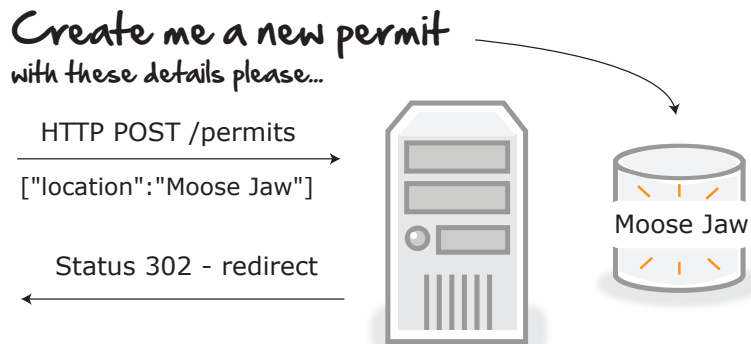 Create me a new permit
with these details please...
HTTP POST /permits
["location":"Moose Jaw"]
Moose Jaw
Status 302 - redirect